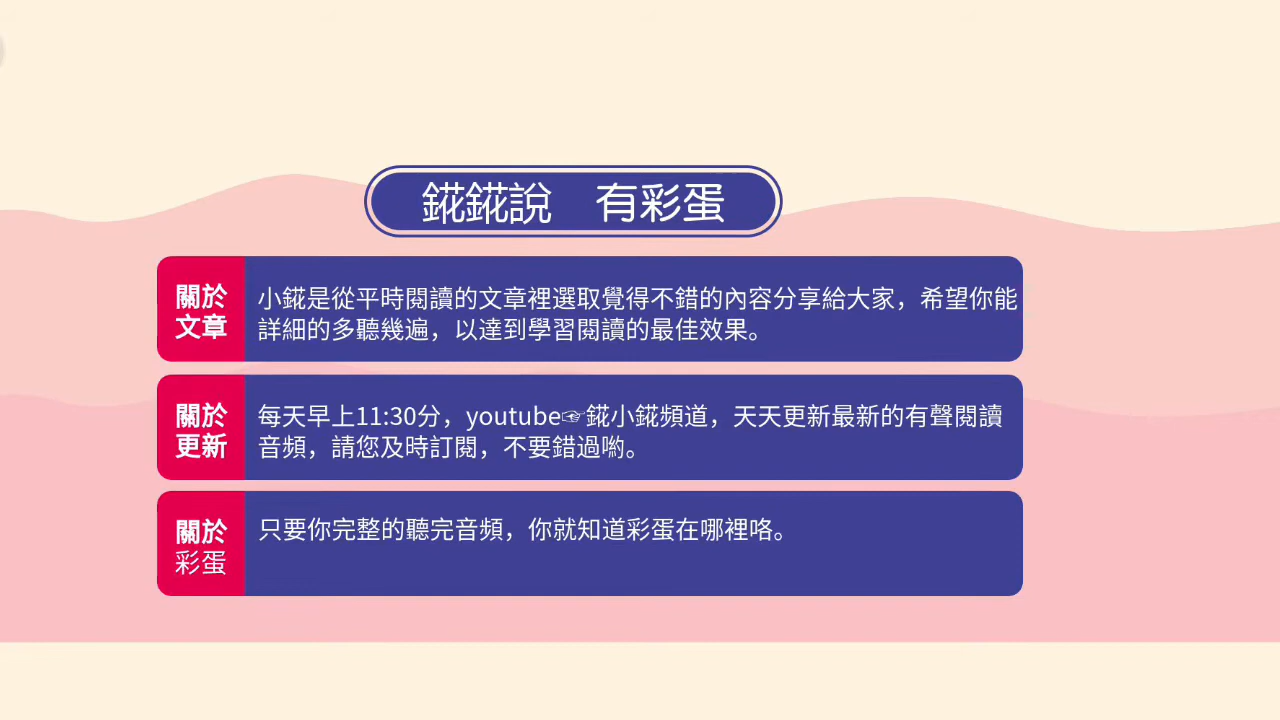 錵錵說　有彩蛋
關於
文章
小錵是從平時閱讀的文章裡選取覺得不錯的內容分享給大家，希望你能
詳細的多聽幾遍，以達到學習閱讀的最佳效果。
關於
更新
每天早上11:30分，youtube☞錵小錵頻道，天天更新最新的有聲閱讀
音頻，請您及時訂閱，不要錯過喲。
關於
彩蛋
只要你完整的聽完音頻，你就知道彩蛋在哪裡咯。